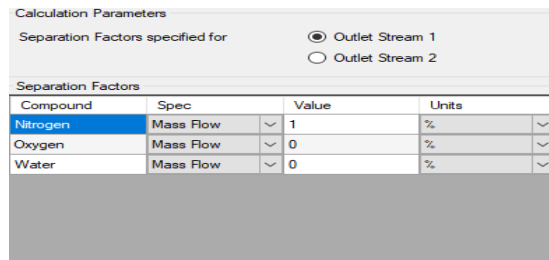 Calculation Parameters
Separation Factors specified for
Outlet Stream 1
Outlet Stream 2
Separation Factors
Compound Spec Value Units
Nitrogen Mass Flow 1 %
Oxygen Mass Flow 0 %
Water Mass Flow 0 %